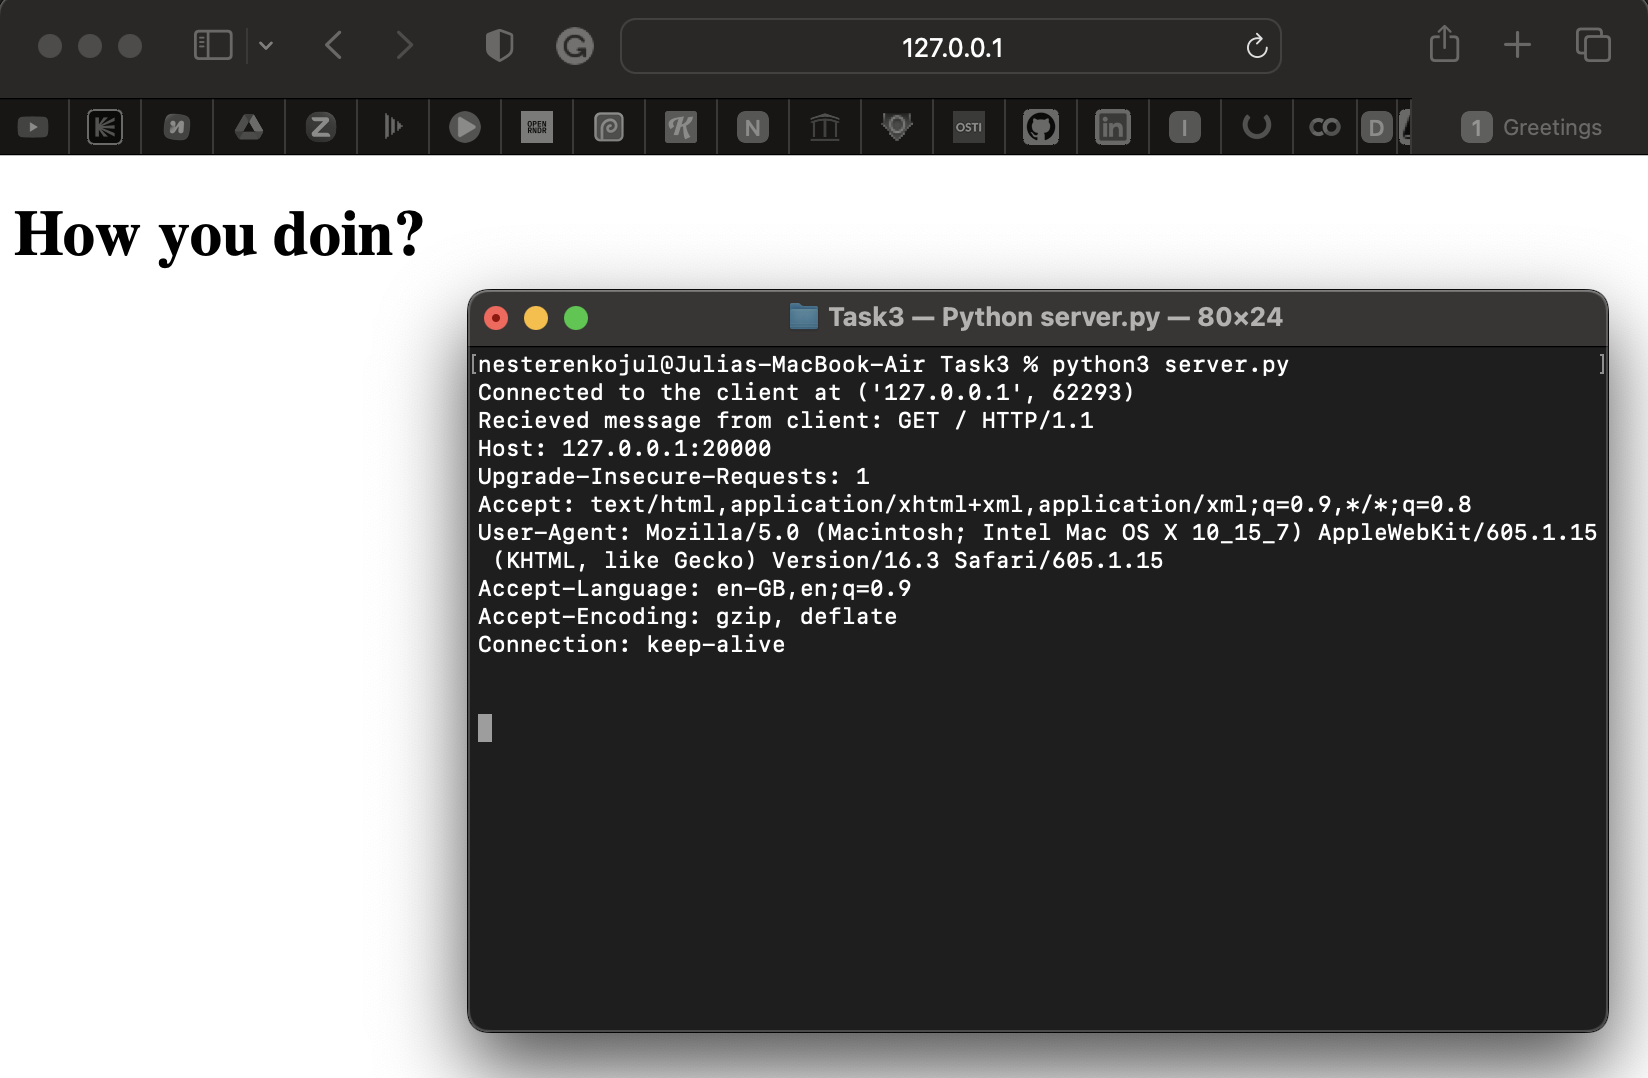 127.0.0.1
OPEN
RNDR
N
OSTI
in
I
CO
D
1 Greetings
How you doin?
Task3 — Python server.py — 80×24
[nesterenkojul@Julias-MacBook-Air Task3 % python3 server.py ]
Connected to the client at ('127.0.0.1', 62293)
Recieved message from client: GET / HTTP/1.1
Host: 127.0.0.1:20000
Upgrade-Insecure-Requests: 1
Accept: text/html,application/xhtml+xml,application/xml;q=0.9,*/*;q=0.8
User-Agent: Mozilla/5.0 (Macintosh; Intel Mac OS X 10_15_7) AppleWebKit/605.1.15
 (KHTML, like Gecko) Version/16.3 Safari/605.1.15
Accept-Language: en-GB,en;q=0.9
Accept-Encoding: gzip, deflate
Connection: keep-alive